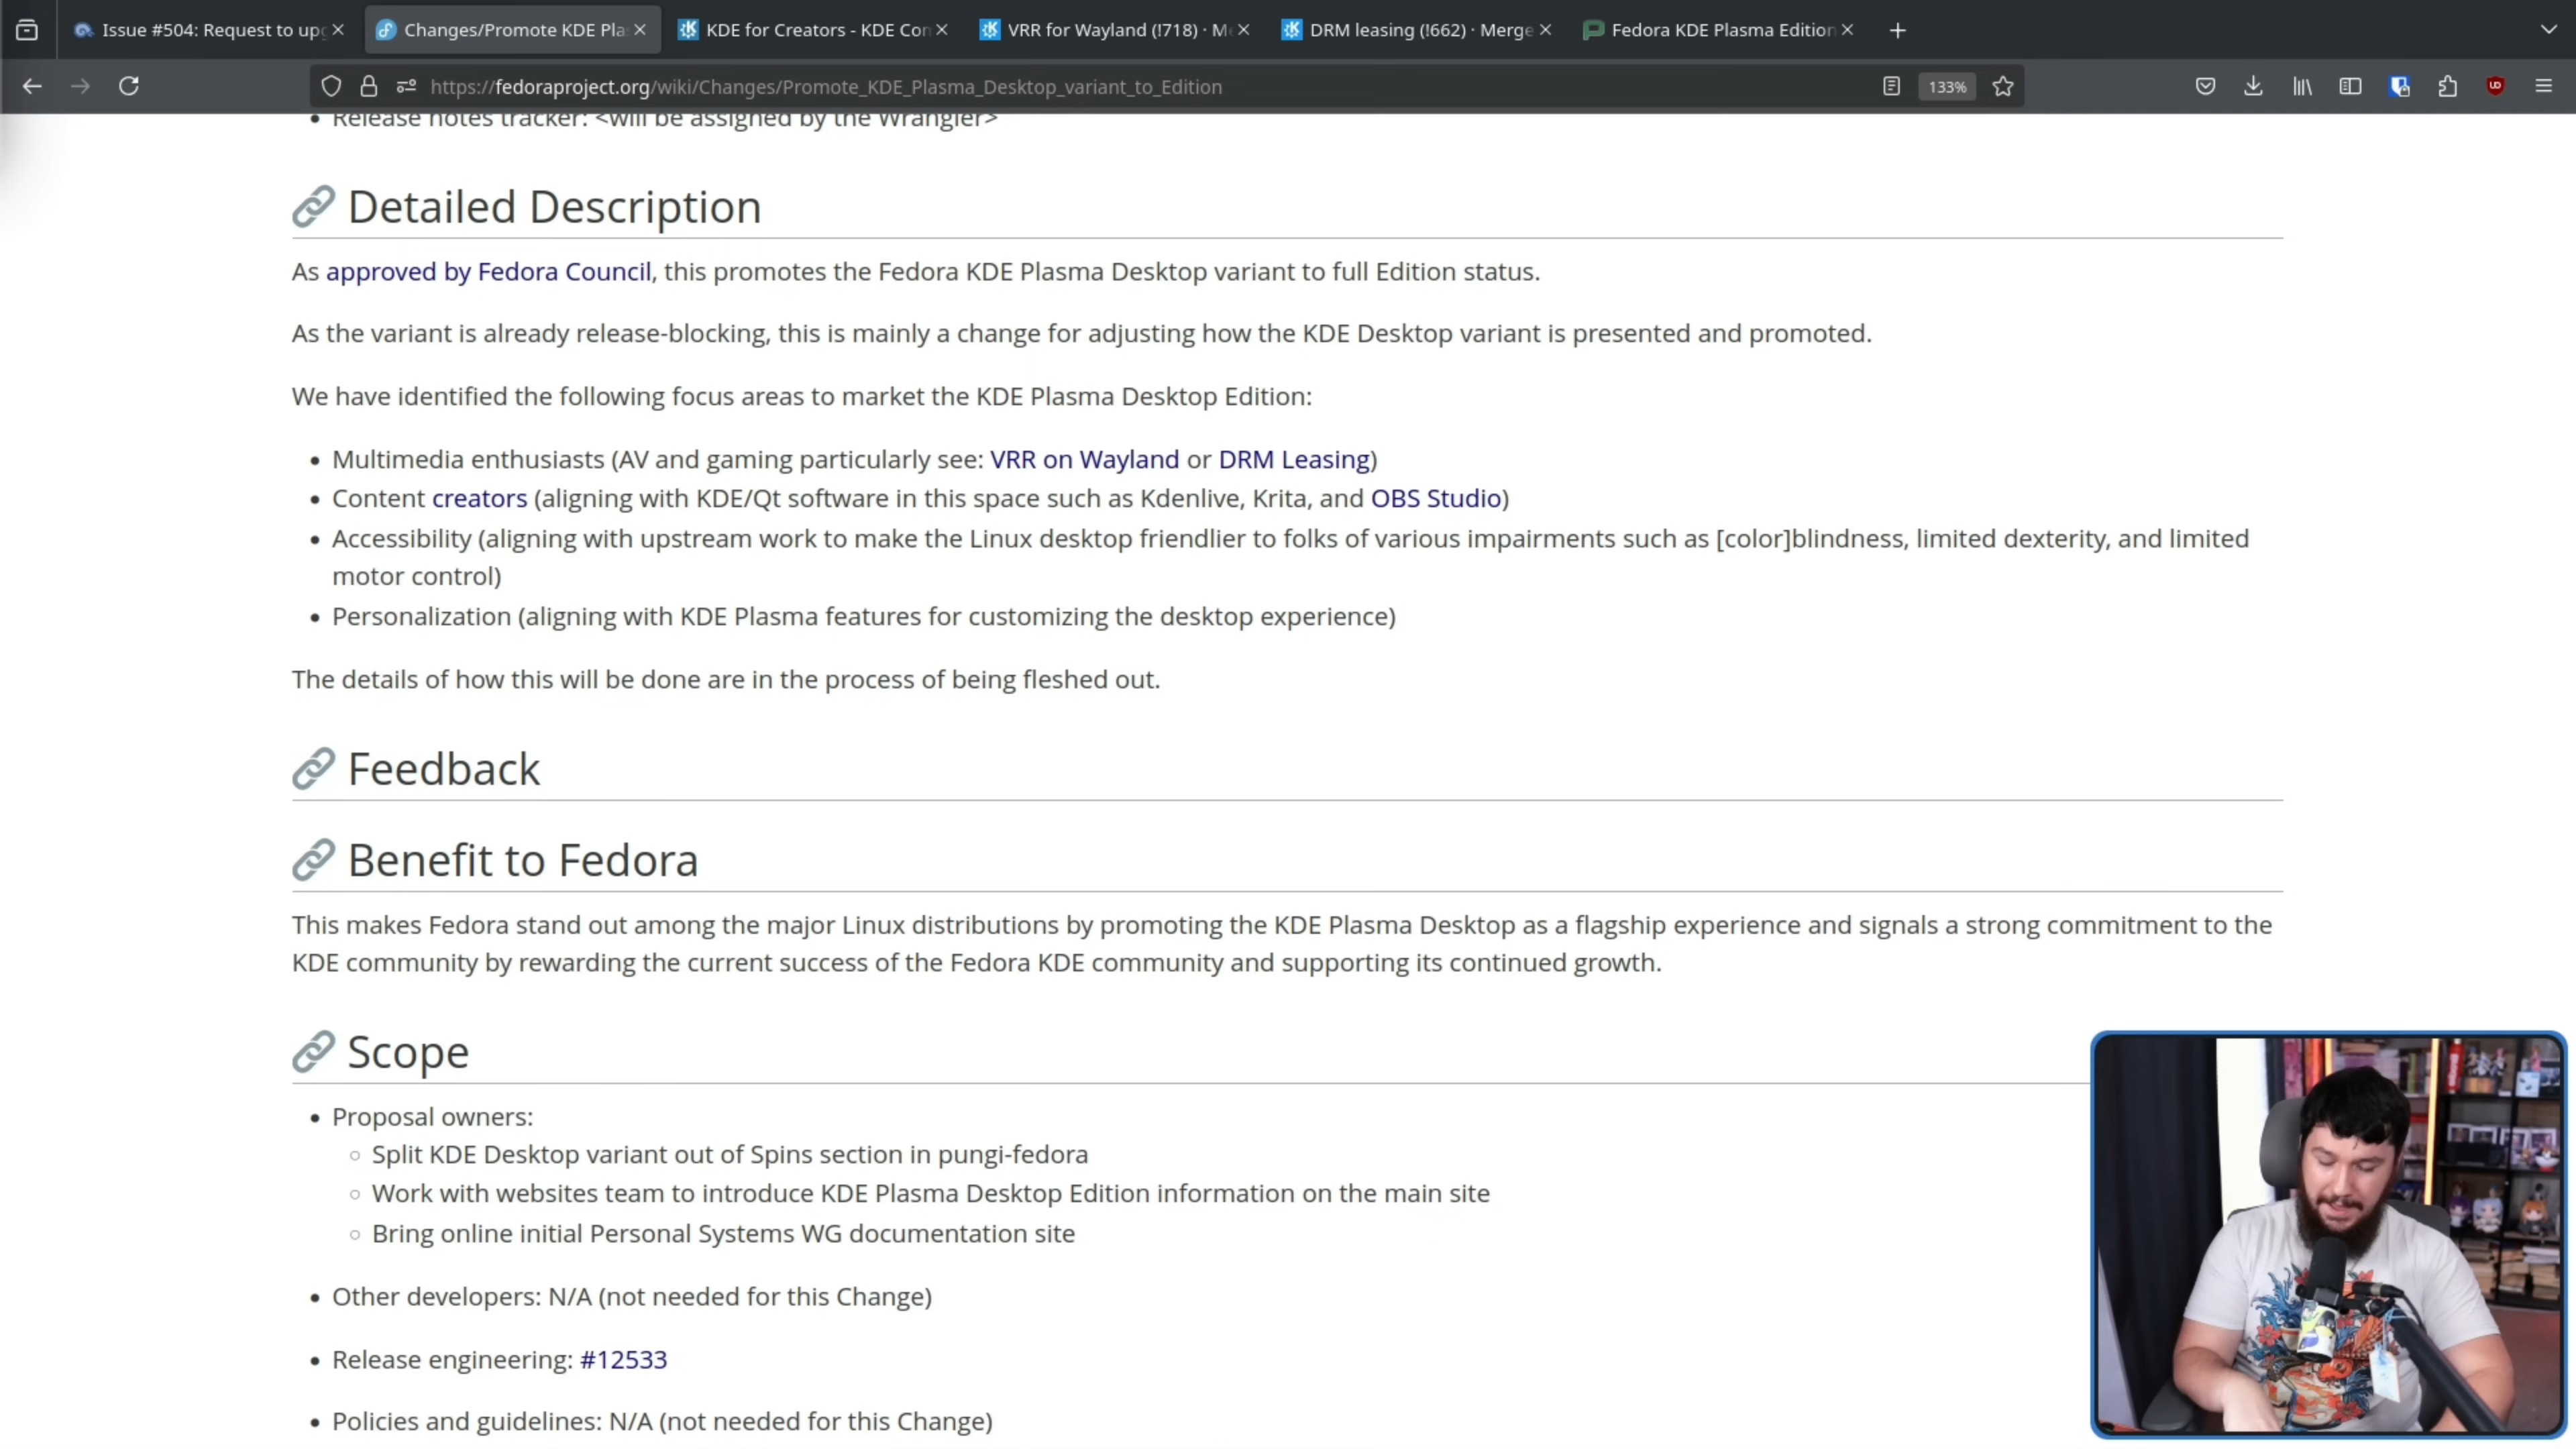 Issue #504: Request to upg
Changes/Promote KDE Pla
KDE for Creators - KDE Con
VRR for Wayland (!718) · Me
DRM leasing (!662) · Merge
Fedora KDE Plasma Edition
https://fedoraproject.org/wiki/Changes/Promote_KDE_Plasma_Desktop_variant_to_Edition
133%
• Release notes tracker: <will be assigned by the Wrangler>
Detailed Description
As approved by Fedora Council, this promotes the Fedora KDE Plasma Desktop variant to full Edition status.
As the variant is already release-blocking, this is mainly a change for adjusting how the KDE Desktop variant is presented and promoted.
We have identified the following focus areas to market the KDE Plasma Desktop Edition:
• Multimedia enthusiasts (AV and gaming particularly see: VRR on Wayland or DRM Leasing)
• Content creators (aligning with KDE/Qt software in this space such as Kdenlive, Krita, and OBS Studio)
• Accessibility (aligning with upstream work to make the Linux desktop friendlier to folks of various impairments such as [color]blindness, limited dexterity, and limited
motor control)
• Personalization (aligning with KDE Plasma features for customizing the desktop experience)
The details of how this will be done are in the process of being fleshed out.
Feedback
Benefit to Fedora
This makes Fedora stand out among the major Linux distributions by promoting the KDE Plasma Desktop as a flagship experience and signals a strong commitment to the
KDE community by rewarding the current success of the Fedora KDE community and supporting its continued growth.
Scope
• Proposal owners:
◦ Split KDE Desktop variant out of Spins section in pungi-fedora
◦ Work with websites team to introduce KDE Plasma Desktop Edition information on the main site
◦ Bring online initial Personal Systems WG documentation site
• Other developers: N/A (not needed for this Change)
• Release engineering: #12533
• Policies and guidelines: N/A (not needed for this Change)